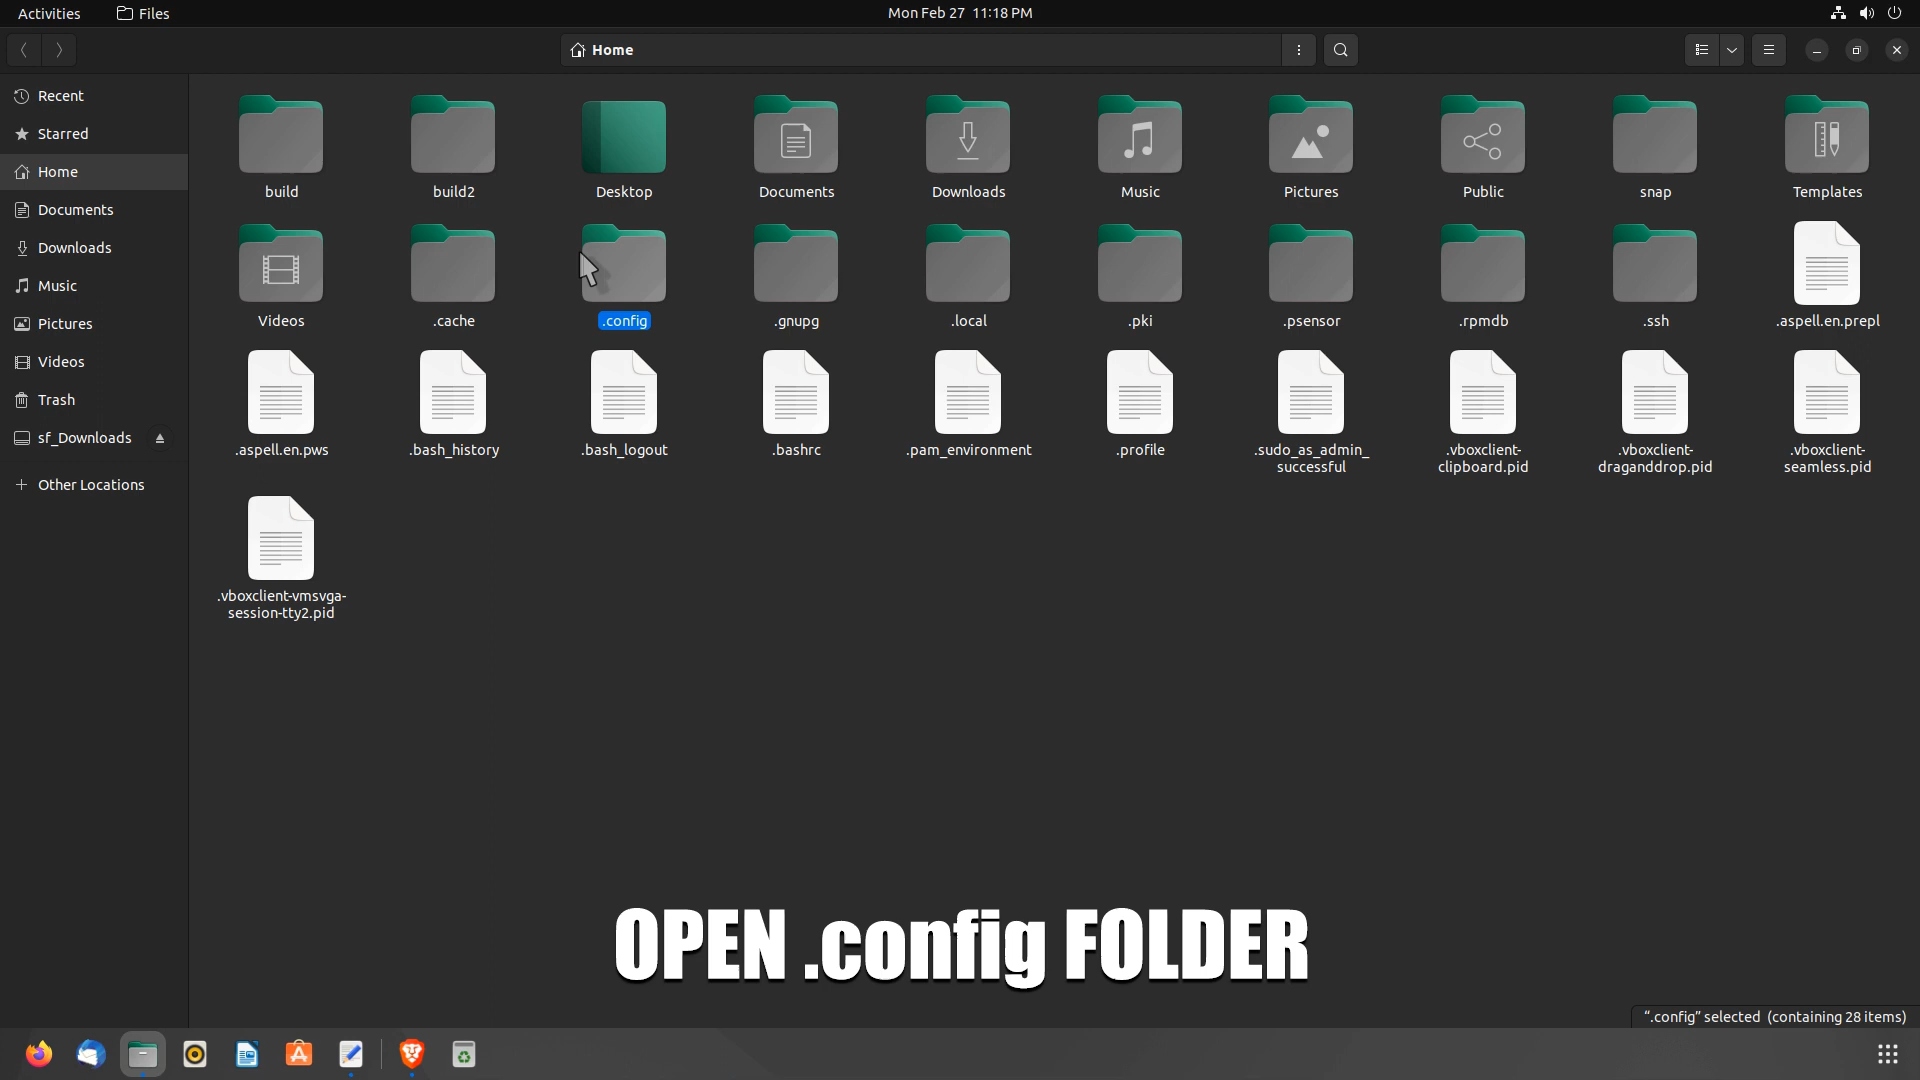 Activities
Files
Mon Feb 27 11:18 PM
Home
Recent
Starred
Home
Documents
Downloads
Music
Pictures
Videos
Trash
sf_Downloads
Other Locations
build
build2
Desktop
Documents
Downloads
Music
Pictures
Public
snap
Templates
Videos
.cache
.config
.gnupg
.local
.pki
.psensor
.rpmdb
.ssh
.aspell.en.prepl
.aspell.en.pws
.bash_history
.bash_logout
.bashrc
.pam_environment
.profile
.sudo_as_admin_
successful
.vboxclient-
clipboard.pid
.vboxclient-
draganddrop.pid
.vboxclient-
seamless.pid
.vboxclient-vmsvga-
session-tty2.pid
OPEN .config FOLDER
“.config” selected (containing 28 items)